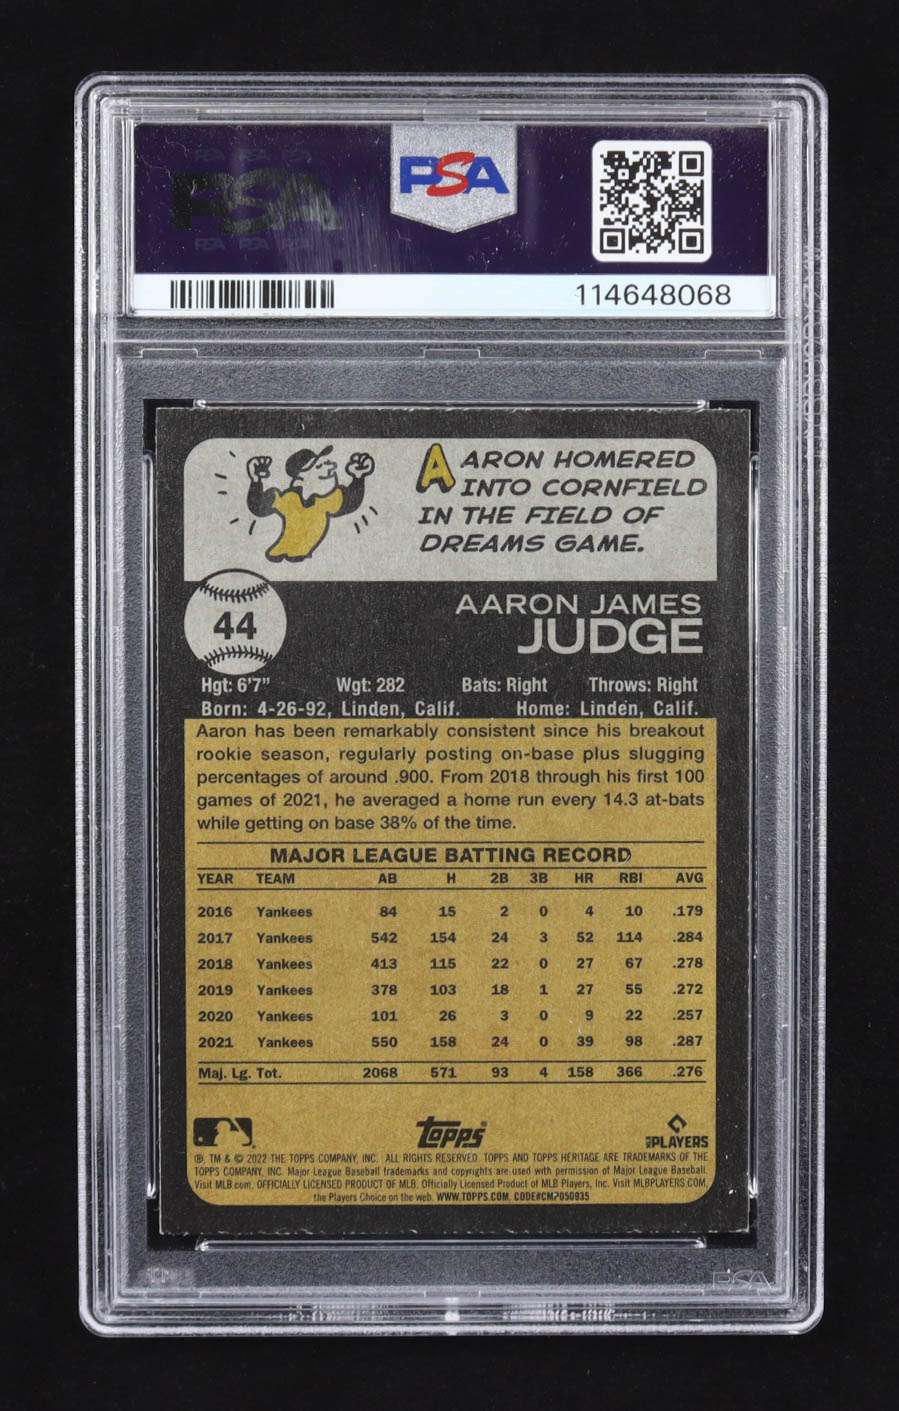 PSA
PSA
114648068
AARON HOMERED
INTO CORNFIELD
IN THE FIELD OF
DREAMS GAME.
44
AARON JAMES
JUDGE
Hgt: 6'7" Wgt: 282 Bats: Right Throws: Right
Born: 4-26-92, Linden, Calif. Home: Linden, Calif.
Aaron has been remarkably consistent since his breakout
rookie season, regularly posting on-base plus slugging
percentages of around .900. From 2018 through his first 100
games of 2021, he averaged a home run every 14.3 at-bats
while getting on base 38% of the time.
MAJOR LEAGUE BATTING RECORD
YEAR TEAM AB H 2B 3B HR RBI AVG
2016 Yankees 84 15 2 0 4 10 .179
2017 Yankees 542 154 24 3 52 114 .284
2018 Yankees 413 115 22 0 27 67 .278
2019 Yankees 378 103 18 1 27 55 .272
2020 Yankees 101 26 3 0 9 22 .257
2021 Yankees 550 158 24 0 39 98 .287
Maj. Lg. Tot. 2068 571 93 4 158 366 .276
Topps
MLB PLAYERS
®, TM & © 2022 THE TOPPS COMPANY, INC. ALL RIGHTS RESERVED. TOPPS AND TOPPS HERITAGE ARE TRADEMARKS OF THE
TOPPS COMPANY, INC. Major League Baseball trademarks and copyrights are used with permission of Major League Baseball.
Visit MLB.com. OFFICIALLY LICENSED PRODUCT OF MLB. Officially Licensed Product of MLB Players, Inc. Visit MLBPLAYERS.COM,
the Players Choice on the web. WWW.TOPPS.COM. CODE#CMP050935
PSA